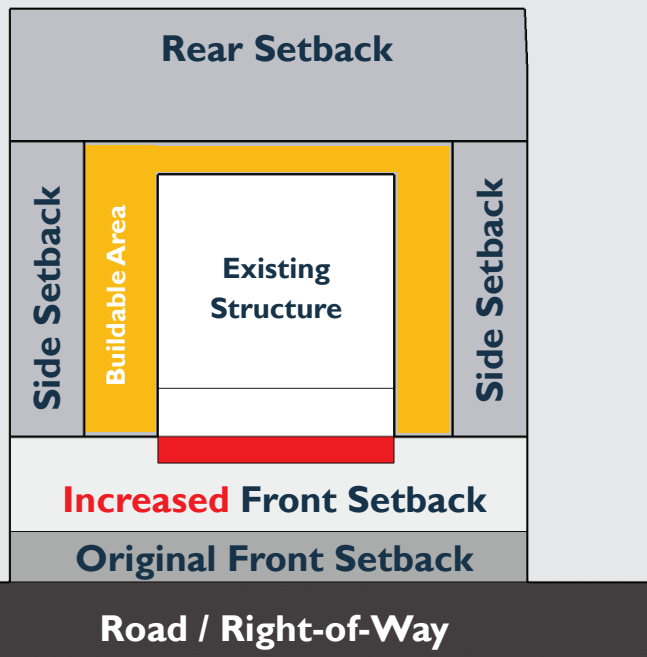 Rear Setback
Side Setback
Buildable Area
Existing
Structure
Side Setback
Increased Front Setback
Original Front Setback
Road / Right-of-Way